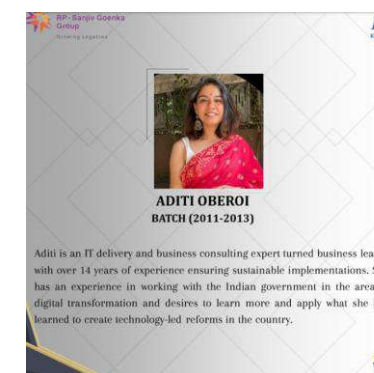 RP-Sanjiv Goenka
Group
Growing Legacies
ADITI OBEROI
BATCH (2011-2013)
Aditi is an IT delivery and business consulting expert turned business lea
with over 14 years of experience ensuring sustainable implementations. S
has an experience in working with the Indian government in the area
digital transformation and desires to learn more and apply what she
learned to create technology-led reforms in the country.